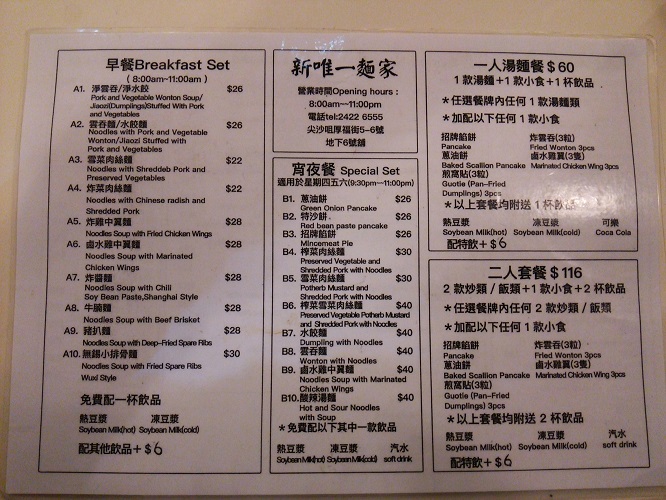 早餐Breakfast Set
( 8:00am~11:00am )
A1. 淨雲吞/淨水餃 $26
Pork and Vegetable Wonton Soup/
Jiaozi(Dumplings)Stuffed With Pork
and Vegetables
A2. 雲吞麵/水餃麵 $26
Noodles with Pork and Vegetable
Wonton/Jiaozi Stuffed with
Pork and Vegetables
A3. 雪菜肉絲麵 $22
Noodles with Shreddeb Pork and
Preserved Vegetables
A4. 炸菜肉絲麵 $22
Noodles with Chinese radish and
Shredded Pork
A5. 炸雞中翼麵 $28
Noodles Soup with Fried Chicken Wings
A6. 鹵水雞中翼麵 $28
Noodles Soup with Marinated
Chicken Wings
A7. 炸醬麵 $28
Noodles Soup with Chili
Soy Bean Paste,Shanghai Style
A8. 牛腩麵 $28
Noodles Soup with Beef Brisket
A9. 豬扒麵 $28
Noodles Soup with Deep-Fried Spare Ribs
A10. 無錫小排骨麵 $30
Noodles Soup with Fried Spare Ribs
Wuxi Style
免費配一杯飲品
熱豆漿 凍豆漿
Soybean Milk(hot) Soybean Milk(cold)
配其他飲品+$6
新唯一麵家
營業時間Opening hours :
8:00am~~11:00pm
電話tel:2422 6555
尖沙咀厚福街5-6號
地下6號舖
宵夜餐 Special Set
適用於星期四五六(9:30pm~11:00pm)
B1. 蔥油餅 $26
Green Onion Pancake
B2. 特沙餅 $26
Red bean paste pancake
B3. 招牌餡餅 $26
Mincemeat Pie
B4. 榨菜肉絲麵 $30
Preserved Vegetable and
Shredded Pork with Noodles
B5. 雪菜肉絲麵 $30
Potherb Mustard and
Shredded Pork with Noodles
B6. 榨菜雪菜肉絲麵 $40
Preserved Vegetable Potherb Mustard
and Shredded Pork with Noodles
B7. 水餃麵 $40
Dumpling with Noodles
B8. 雲吞麵 $40
Wonton with Noodles
B9. 鹵水雞中翼麵 $40
Noodles Soup with Marinated
Chicken Wings
B10. 酸辣湯麵 $40
Hot and Sour Noodles
with Soup
*免費配以下其中一款飲品
熱豆漿 凍豆漿 汽水
Soybean Milk(hot) Soybean Milk(cold) soft drink
一人湯麵餐$60
1款湯麵+1款小食+1杯飲品
*任選餐牌內任何1款湯麵類
*加配以下任何1款小食
招牌餡餅 炸雲吞(3粒)
Pancake Fried Wonton 3pcs
蔥油餅 鹵水雞翼(3隻)
Baked Scallion Pancake Marinated Chicken Wing 3pcs
煎窩貼(3粒)
Guotie (Pan-Fried
Dumplings) 3pcs
*以上套餐均附送1杯飲品
熱豆漿 凍豆漿 可樂
Soybean Milk(hot) Soybean Milk(cold) Coca Cola
配特飲+$6
二人套餐$116
2款炒類/飯類+1款小食+2杯飲品
*任選餐牌內任何2款炒類/飯類
*加配以下任何1款小食
招牌餡餅 炸雲吞(3粒)
Pancake Fried Wonton 3pcs
蔥油餅 鹵水雞翼(3隻)
Baked Scallion Pancake Marinated Chicken Wing 3pcs
煎窩貼(3粒)
Guotie (Pan-Fried
Dumplings) 3pcs
*以上套餐均附送2杯飲品
熱豆漿 凍豆漿 汽水
Soybean Milk(hot) Soybean Milk(cold) soft drink
配特飲+$6